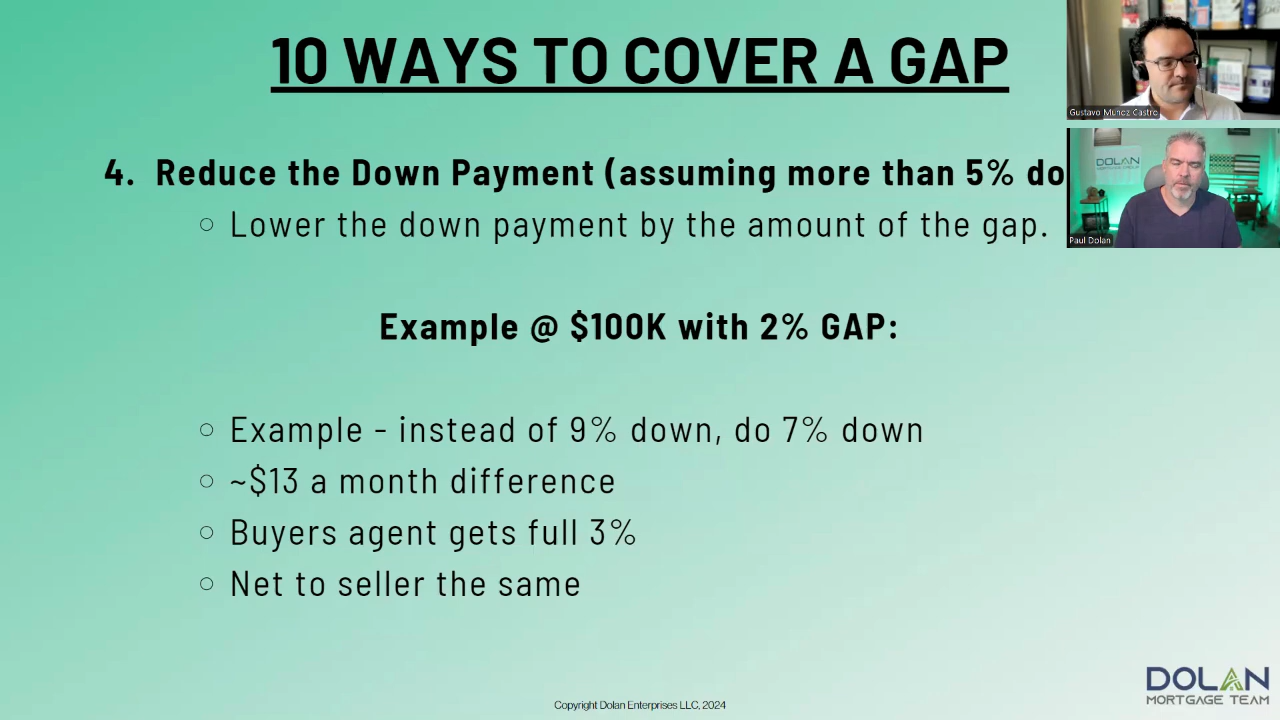 10 WAYS TO COVER A GAP
Gustavo Muñoz Castro
4. Reduce the Down Payment (assuming more than 5% do
DOLAN
Lower the down payment by the amount of the gap.
Paul Dolan
Example @ $100K with 2% GAP:
Example - instead of 9% down, do 7% down
~$13 a month difference
Buyers agent gets full 3%
Net to seller the same
DOLAN
MORTGAGE TEAM
Copyright Dolan Enterprises LLC, 2024